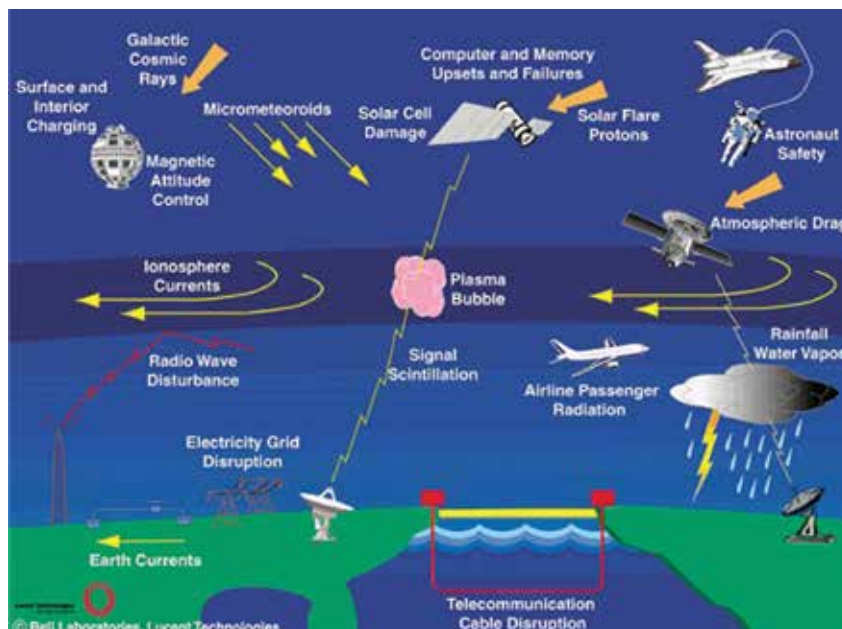 Galactic
Cosmic
Rays
Surface and
Interior
Charging
Micrometeoroids
Magnetic
Attitude
Control
Computer and Memory
Upsets and Failures
Solar Cell
Damage
Solar Flare
Protons
Astronaut
Safety
Atmospheric Drag
Ionosphere
Currents
Plasma
Bubble
Rainfall
Water Vapor
Radio Wave
Disturbance
Signal
Scintillation
Airline Passenger
Radiation
Electricity Grid
Disruption
Earth Currents
Telecommunication
Cable Disruption
Lucent Technologies
© Bell Laboratories, Lucent Technologies